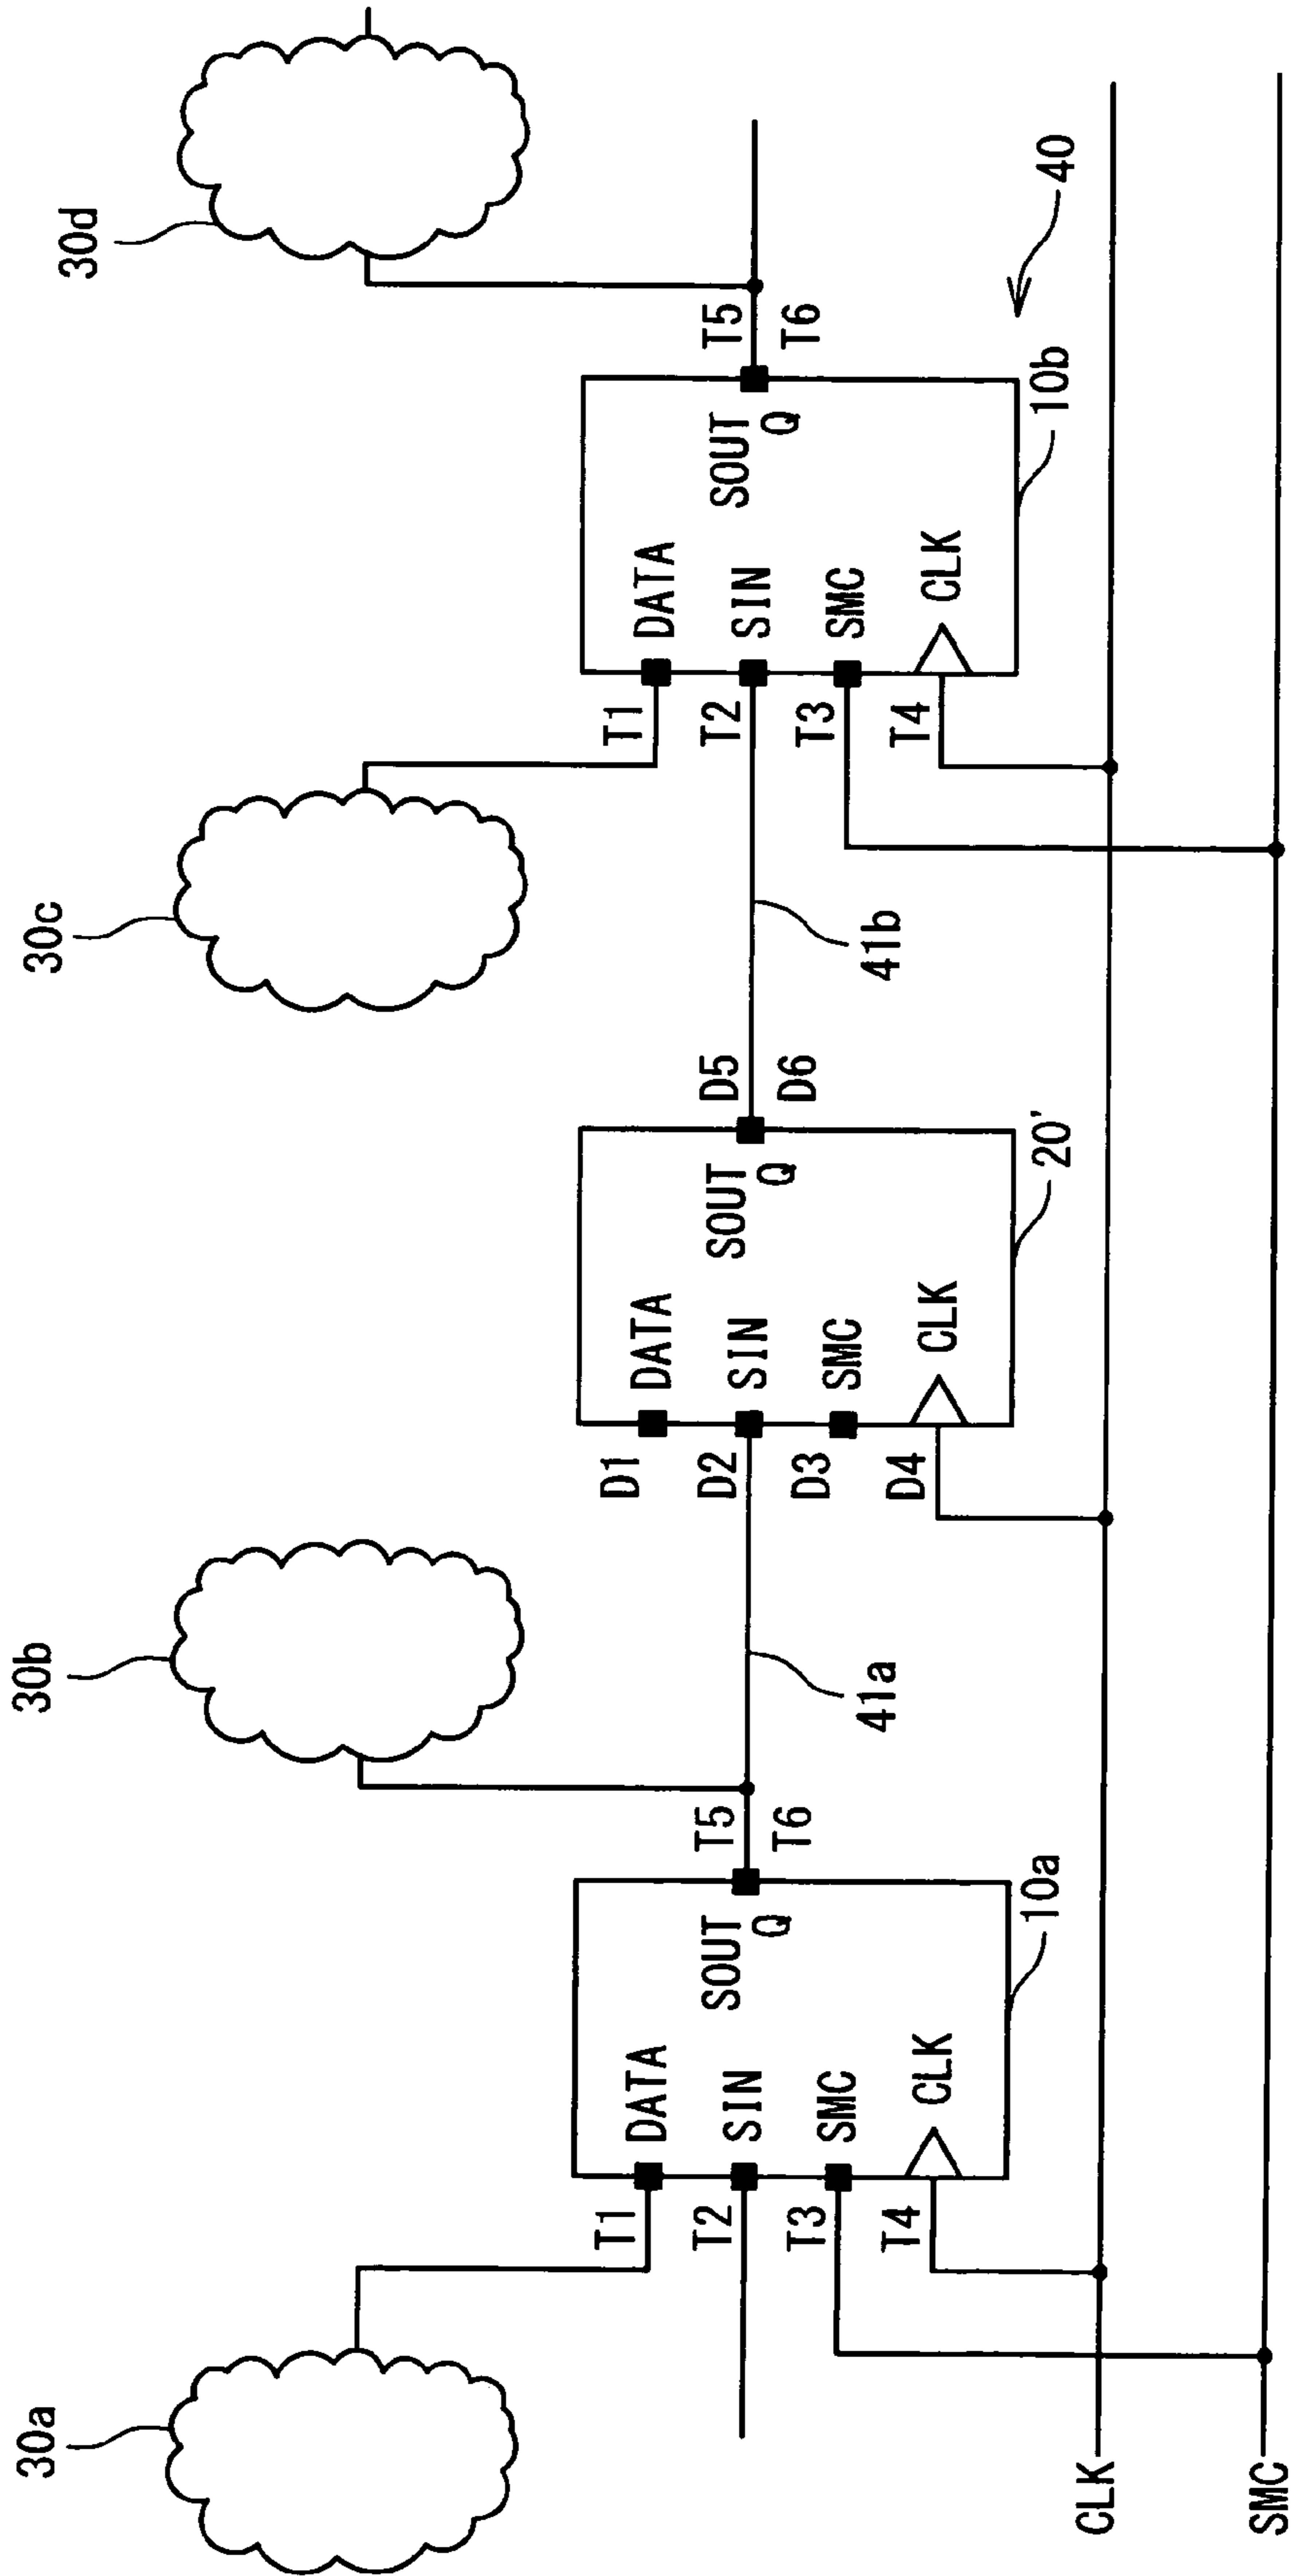 30a
30b
30c
30d
T1
T2
T3
T4
DATA
SIN
SMC
CLK
SOUT
Q
T5
T6
10a
41a
D1
D2
D3
D4
DATA
SIN
SMC
CLK
SOUT
Q
D5
D6
20'
41b
T1
T2
T3
T4
DATA
SIN
SMC
CLK
SOUT
Q
T5
T6
10b
40
CLK
SMC